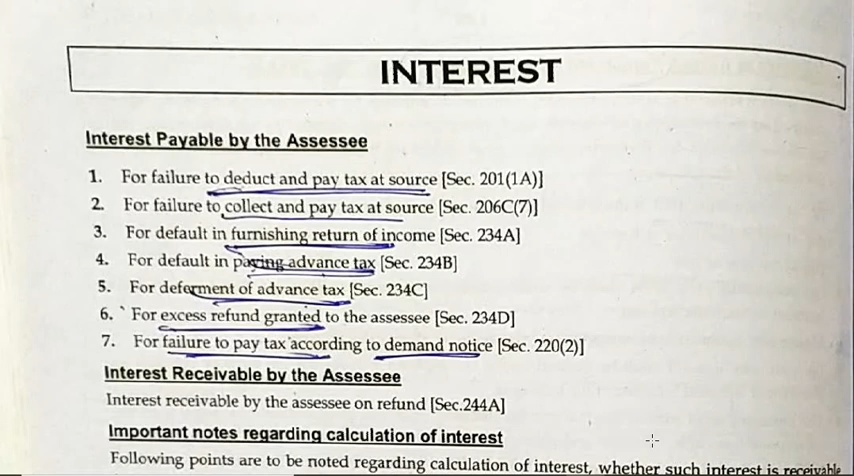 INTEREST
Interest Payable by the Assessee
1. For failure to deduct and pay tax at source [Sec. 201(1A)]
2. For failure to collect and pay tax at source [Sec. 206C(7)]
3. For default in furnishing return of income [Sec. 234A]
4. For default in paying advance tax [Sec. 234B]
5. For deferment of advance tax [Sec. 234C]
6. For excess refund granted to the assessee [Sec. 234D]
7. For failure to pay tax according to demand notice [Sec. 220(2)]
Interest Receivable by the Assessee
Interest receivable by the assessee on refund [Sec.244A]
Important notes regarding calculation of interest
Following points are to be noted regarding calculation of interest, whether such interest is receivable